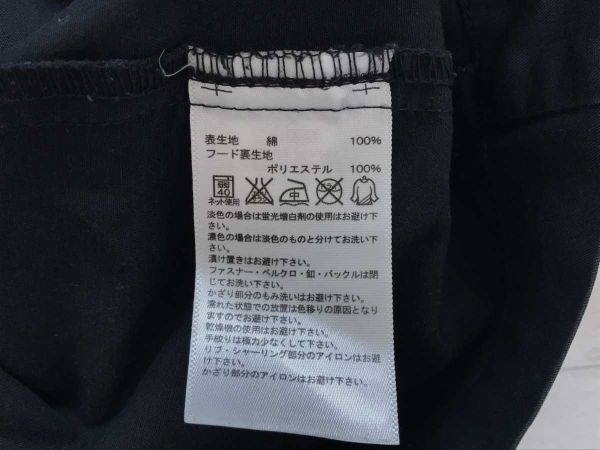 表生地 綿 100%
フード裏生地
ポリエステル 100%
40 中
ネット使用
淡色の場合は蛍光増白剤の使用はお避け下
さい。
濃色の場合は淡色のものと分けてお洗い下
さい。
漬け置きはお避け下さい。
ファスナー・ベルクロ・釦・バックルは閉
じてお洗い下さい。
かざり部分のもみ洗いはお避け下さい。
濡れた状態での放置は色移りの原因となり
ますのでお避け下さい。
乾燥機の使用はお避け下さい。
手絞りは極力少なくして下さい。
リブ・シャーリング部分のアイロンはお避
け下さい。
かざり部分のアイロンはお避け下さい。